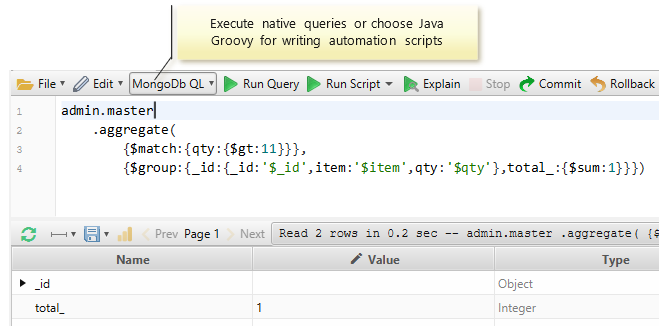 Execute native queries or choose Java
Groovy for writing automation scripts
File Edit MongoDb QL Run Query Run Script Explain Stop Commit Rollback
1 admin.master
2 .aggregate(
3 {$match:{qty:{$gt:11}}},
4 {$group:{_id:{_id:'$_id',item:'$item',qty:'$qty'},total_:{$sum:1}}})
Prev Page 1 Next Read 2 rows in 0.2 sec -- admin.master .aggregate( {$
Name Value Type
_id Object
total_ 1 Integer